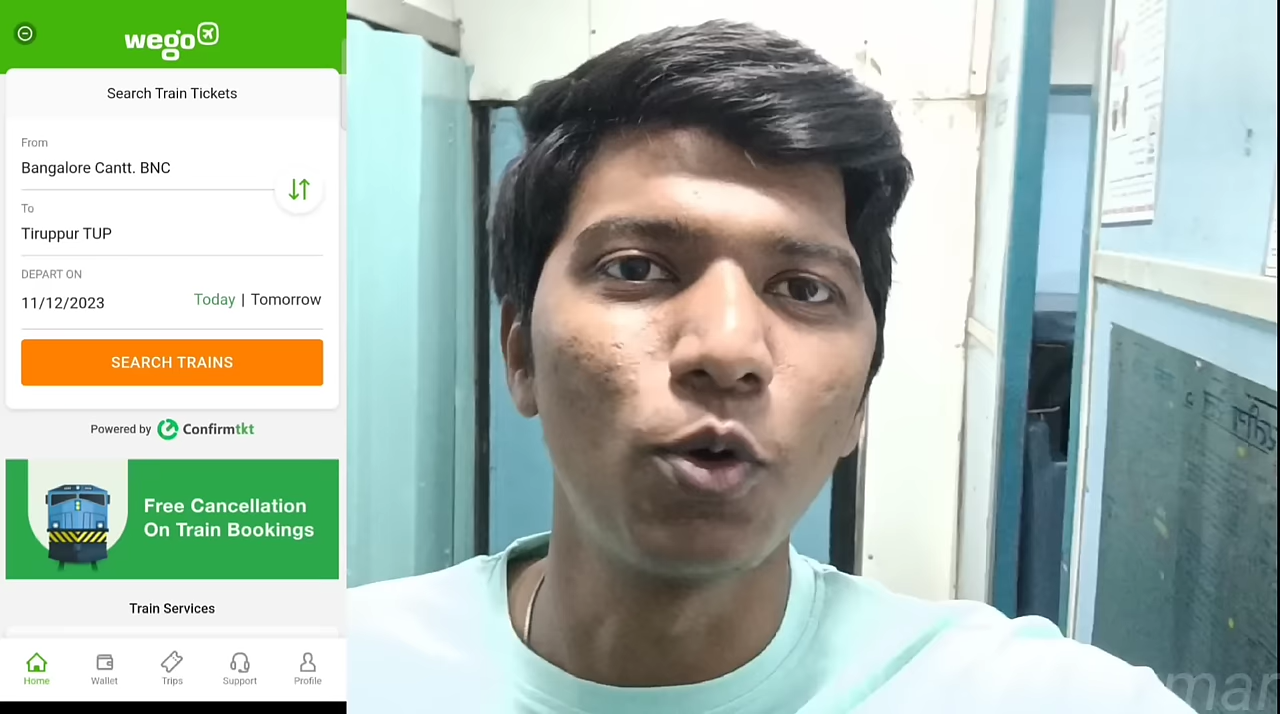 wego
Search Train Tickets
From
Bangalore Cantt. BNC
To
Tiruppur TUP
DEPART ON
11/12/2023
Today | Tomorrow
SEARCH TRAINS
Powered by Confirmtkt
Free Cancellation
On Train Bookings
Train Services
Home
Wallet
Trips
Support
Profile